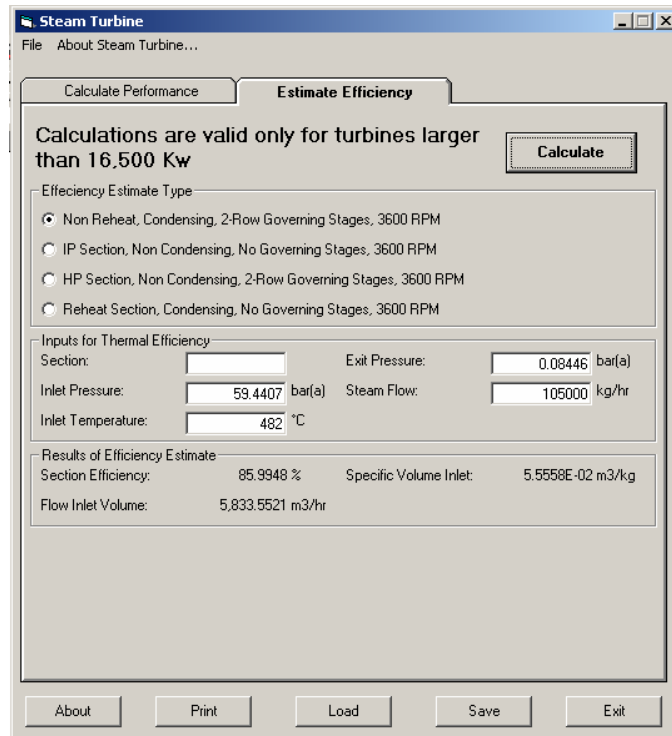 Steam Turbine
File About Steam Turbine...
Calculate Performance Estimate Efficiency
Calculations are valid only for turbines larger
than 16,500 Kw
Calculate
Effeciency Estimate Type
Non Reheat, Condensing, 2-Row Governing Stages, 3600 RPM
IP Section, Non Condensing, No Governing Stages, 3600 RPM
HP Section, Non Condensing, 2-Row Governing Stages, 3600 RPM
Reheat Section, Condensing, No Governing Stages, 3600 RPM
Inputs for Thermal Efficiency
Section: Exit Pressure: 0.08446 bar(a)
Inlet Pressure: 59.4407 bar(a) Steam Flow: 105000 kg/hr
Inlet Temperature: 482 °C
Results of Efficiency Estimate
Section Efficiency: 85.9948 % Specific Volume Inlet: 5.5558E-02 m3/kg
Flow Inlet Volume: 5,833.5521 m3/hr
About Print Load Save Exit